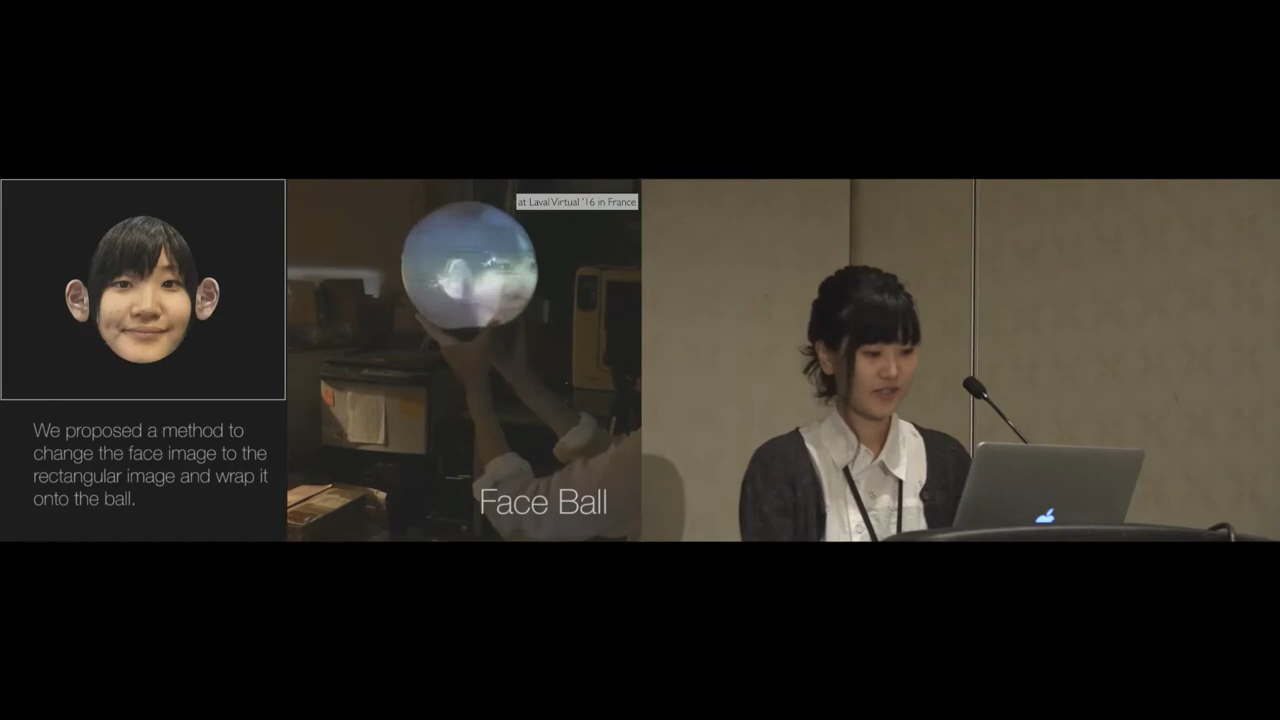 at Laval Virtual '16 in France
We proposed a method to
change the face image to the
rectangular image and wrap it
onto the ball.
Face Ball